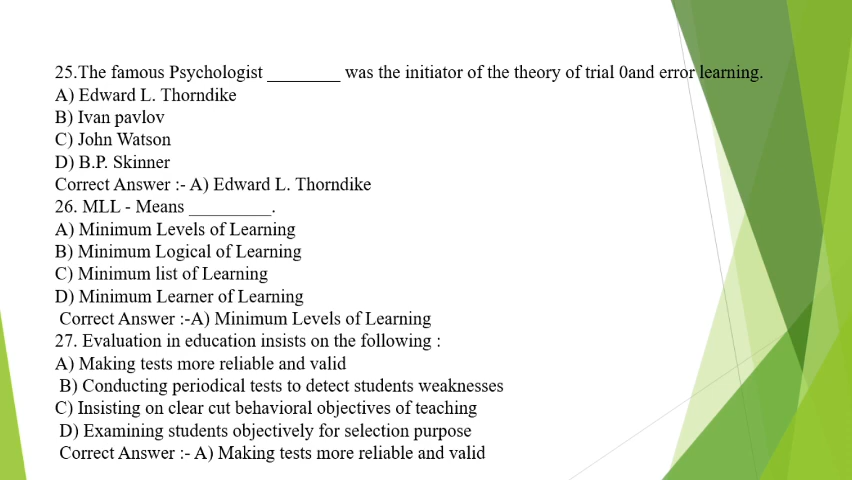 25.The famous Psychologist ________ was the initiator of the theory of trial 0and error learning.
A) Edward L. Thorndike
B) Ivan pavlov
C) John Watson
D) B.P. Skinner
Correct Answer :- A) Edward L. Thorndike
26. MLL - Means _________.
A) Minimum Levels of Learning
B) Minimum Logical of Learning
C) Minimum list of Learning
D) Minimum Learner of Learning
Correct Answer :-A) Minimum Levels of Learning
27. Evaluation in education insists on the following :
A) Making tests more reliable and valid
B) Conducting periodical tests to detect students weaknesses
C) Insisting on clear cut behavioral objectives of teaching
D) Examining students objectively for selection purpose
Correct Answer :- A) Making tests more reliable and valid